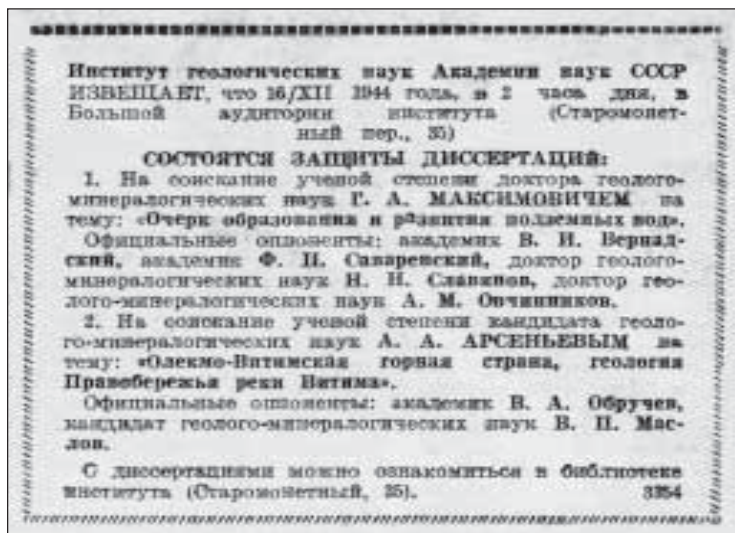 Институт геологических наук Академии наук СССР
ИЗВЕЩАЕТ, что 16/XII 1944 года, в 2 часа дня, в
Большой аудитории института (Старомонет-
ный пер., 35)
СОСТОЯТСЯ ЗАЩИТЫ ДИССЕРТАЦИЙ:
1. На соискание ученой степени доктора геолого-
минералогических наук Г. А. МАКСИМОВИЧЕМ на
тему: «Очерк образования и развития подземных вод».
Официальные оппоненты: академик В. И. Вернад-
ский, академик Ф. П. Саваренский, доктор геолого-
минералогических наук Н. Н. Славянов, доктор гео-
лого-минералогических наук А. М. Овчинников.
2. На соискание ученой степени кандидата геоло-
го-минералогических наук А. А. АРСЕНЬЕВЫМ на
тему: «Олекмо-Витимская горная страна, геология
Правобережья реки Витима».
Официальные оппоненты: академик В. А. Обручев,
кандидат геолого-минералогических наук В. П. Мас-
лов.
С диссертациями можно ознакомиться в библиотеке
института (Старомонетный, 35). 3354